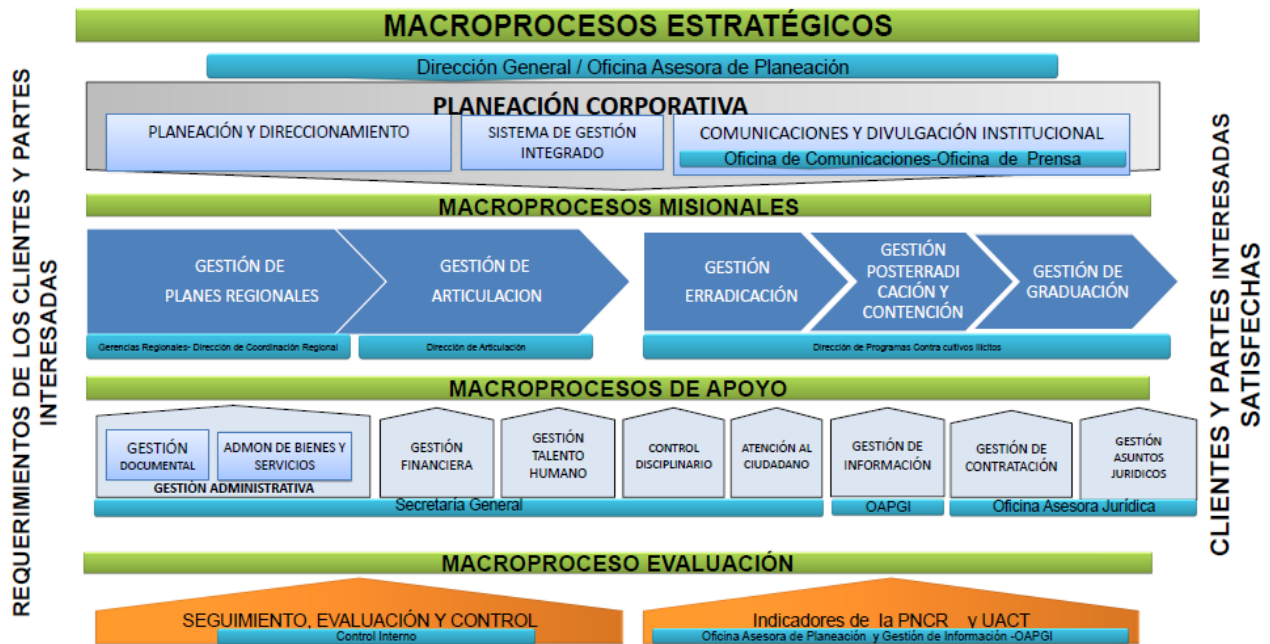 MACROPROCESOS ESTRATÉGICOS
Dirección General / Oficina Asesora de Planeación
PLANEACIÓN CORPORATIVA
PLANEACIÓN Y DIRECCIONAMIENTO
SISTEMA DE GESTIÓN
INTEGRADO
COMUNICACIONES Y DIVULGACIÓN INSTITUCIONAL
Oficina de Comunicaciones-Oficina de Prensa
REQUERIMIENTOS DE LOS CLIENTES Y PARTES
INTERESADAS
MACROPROCESOS MISIONALES
GESTIÓN DE
PLANES REGIONALES
GESTIÓN DE
ARTICULACION
GESTIÓN
ERRADICACIÓN
GESTIÓN
POSTERRADI
CACIÓN Y
CONTENCIÓN
GESTIÓN DE
GRADUACIÓN
Gerencias Regionales- Dirección de Coordinación Regional
Dirección de Articulación
Dirección de Programas Contra cultivos Ilícitos
MACROPROCESOS DE APOYO
GESTIÓN
DOCUMENTAL
ADMON DE BIENES Y
SERVICIOS
GESTIÓN ADMINISTRATIVA
GESTIÓN
FINANCIERA
GESTIÓN
TALENTO
HUMANO
CONTROL
DISCIPLINARIO
ATENCIÓN AL
CIUDADANO
GESTIÓN DE
INFORMACIÓN
GESTIÓN DE
CONTRATACIÓN
GESTIÓN
ASUNTOS
JURIDICOS
Secretaría General
OAPGI
Oficina Asesora Jurídica
MACROPROCESO EVALUACIÓN
SEGUIMIENTO, EVALUACIÓN Y CONTROL
Control Interno
Indicadores de la PNCR y UACT
Oficina Asesora de Planeación y Gestión de Información -OAPGI
CLIENTES Y PARTES INTERESADAS
SATISFECHAS